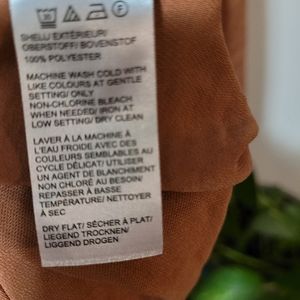 SHELL/ EXTÉRIEUR/
OBERSTOFF/ BOVENSTOF
100% POLYESTER
MACHINE WASH COLD WITH
LIKE COLOURS AT GENTLE
SETTING/ ONLY
NON-CHLORINE BLEACH
WHEN NEEDED/ IRON AT
LOW SETTING/ DRY CLEAN
LAVER À LA MACHINE À
L'EAU FROIDE AVEC DES
COULEURS SEMBLABLES AU
CYCLE DÉLICAT/ UTILISER
UN AGENT DE BLANCHIMENT
NON CHLORÉ AU BESOIN/
REPASSER À BASSE
TEMPÉRATURE/ NETTOYER
À SEC
DRY FLAT/ SÉCHER À PLAT/
LIEGEND TROCKNEN/
LIGGEND DROGEN